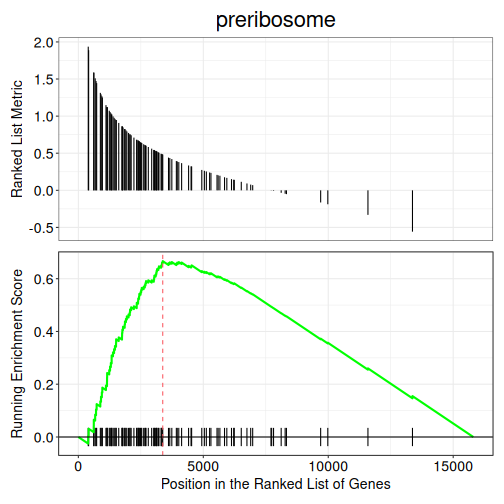 preribosome
Ranked List Metric
2.0
1.5
1.0
0.5
0.0
-0.5
Running Enrichment Score
0.6
0.4
0.2
0.0
0 5000 10000 15000
Position in the Ranked List of Genes